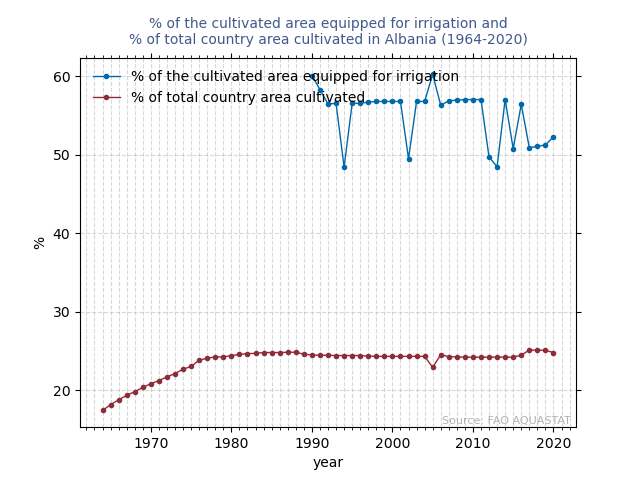 % of the cultivated area equipped for irrigation and
% of total country area cultivated in Albania (1964-2020)
% of the cultivated area equipped for irrigation
% of total country area cultivated
60
50
40
30
20
%
Source: FAO AQUASTAT
1970 1980 1990 2000 2010 2020
year